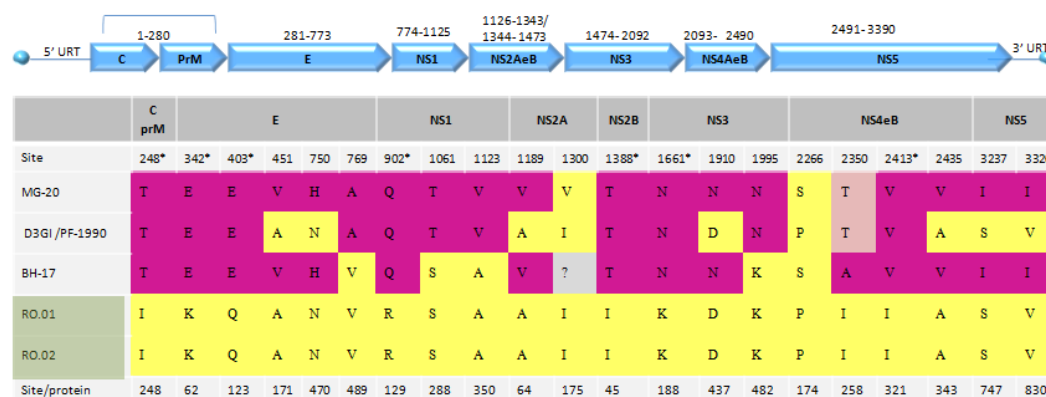 1126-1343/
1-280 281-773 774-1125 1344-1473 1474-2092 2093- 2490 2491-3390
5' URT C PrM E NS1 NS2AeB NS3 NS4AeB NS5 3' URT
C prM E NS1 NS2A NS2B NS3 NS4eB NS5
Site 248* 342* 403* 451 750 769 902* 1061 1123 1189 1300 1388* 1661* 1910 1995 2266 2350 2413* 2435 3237
MG-20 T E E V H A Q T V V V T N N N S T V V I I
D3GI /PF-1990 T E E A N A Q T V A I T N D N P T V A S V
BH-17 T E E V H V Q S A V ? T N N K S A V V I I
RO.01 I K Q A N V R S A A I I K D K P I I A S V
RO.02 I K Q A N V R S A A I I K D K P I I A S V
Site/protein 248 62 123 171 470 489 129 288 350 64 175 45 188 437 482 174 258 321 343 747 830